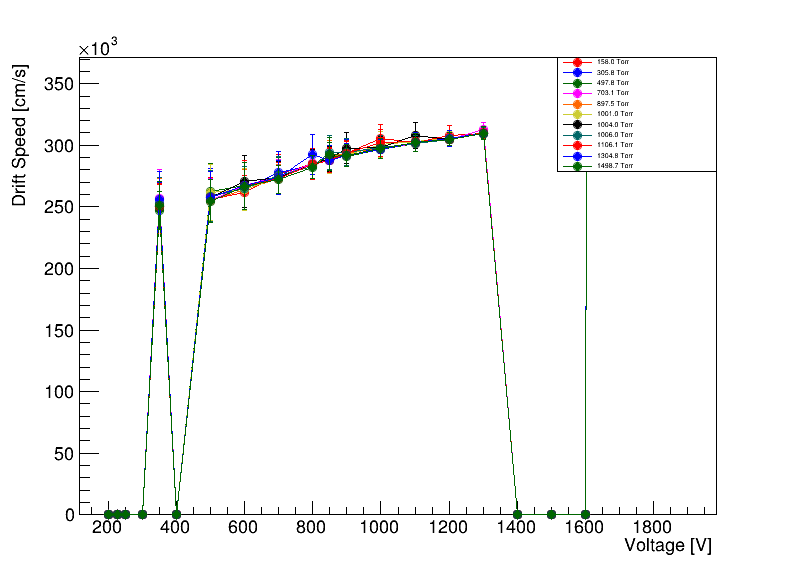 ×10³
Drift Speed [cm/s]
350
300
250
200
150
100
50
0
200 400 600 800 1000 1200 1400 1600 1800
Voltage [V]
158.0 Torr
305.8 Torr
497.8 Torr
703.1 Torr
897.5 Torr
1001.0 Torr
1004.0 Torr
1006.0 Torr
1106.1 Torr
1304.8 Torr
1498.7 Torr